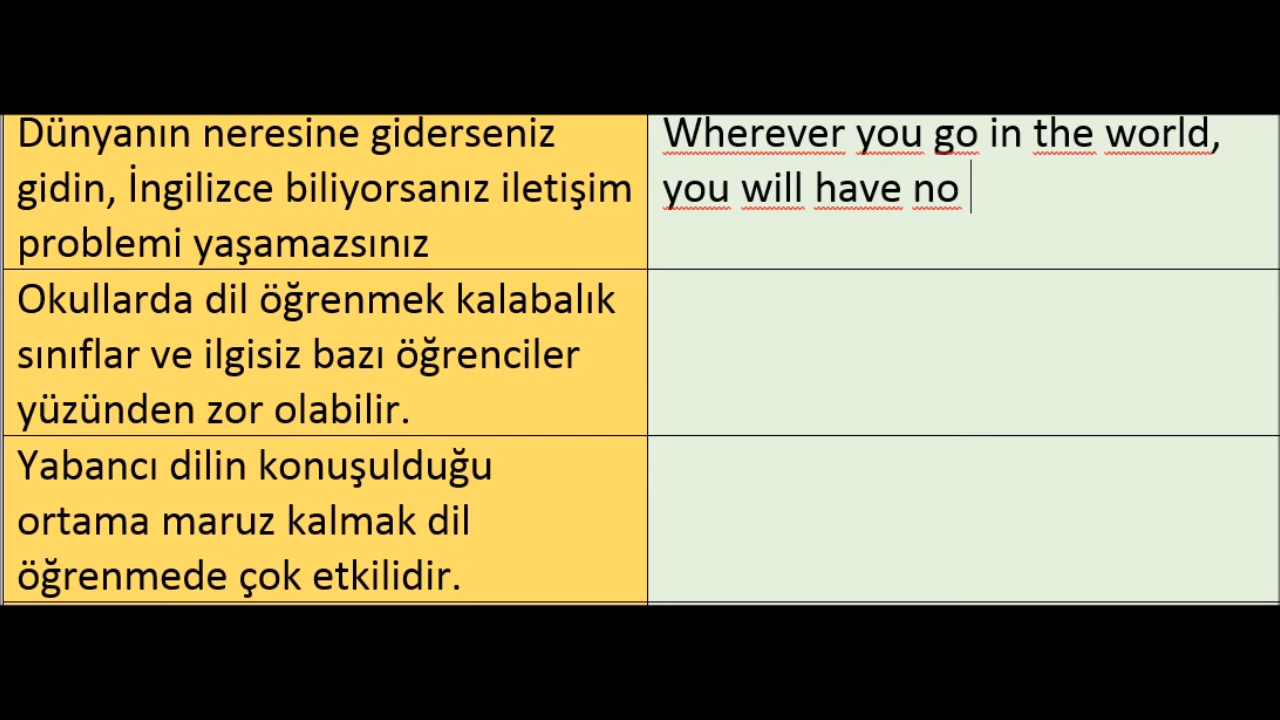 Dünyanın neresine giderseniz
gidin, İngilizce biliyorsanız iletişim
problemi yaşamazsınız
Wherever you go in the world,
you will have no
Okullarda dil öğrenmek kalabalık
sınıflar ve ilgisiz bazı öğrenciler
yüzünden zor olabilir.
Yabancı dilin konuşulduğu
ortama maruz kalmak dil
öğrenmede çok etkilidir.